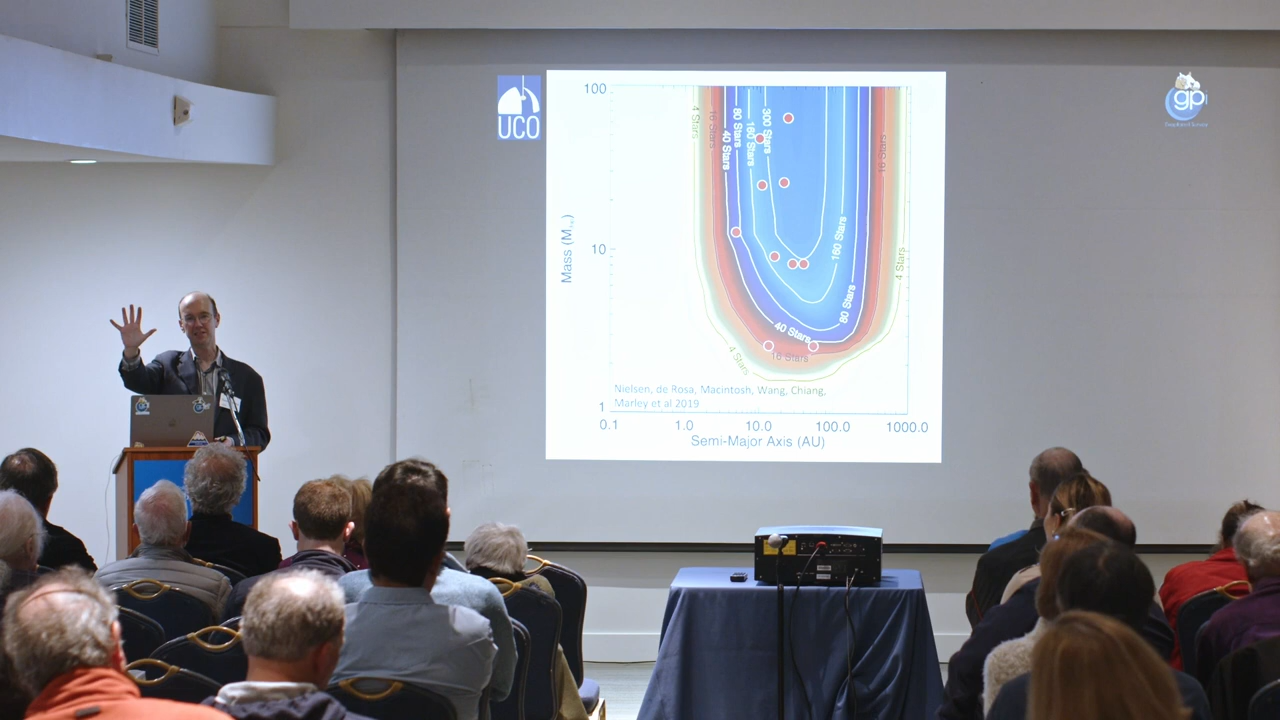 UCO
gpi
100
10
1
Mass (M
4 Stars
16 Stars
40 Stars
80 Stars
160 Stars
300 Stars
16 Stars
160 Stars
80 Stars
4 Stars
40 Stars
16 Stars
4 Stars
Nielsen, de Rosa, Macintosh, Wang, Chiang,
Marley et al 2019
0.1 1.0 10.0 100.0 1000.0
Semi-Major Axis (AU)